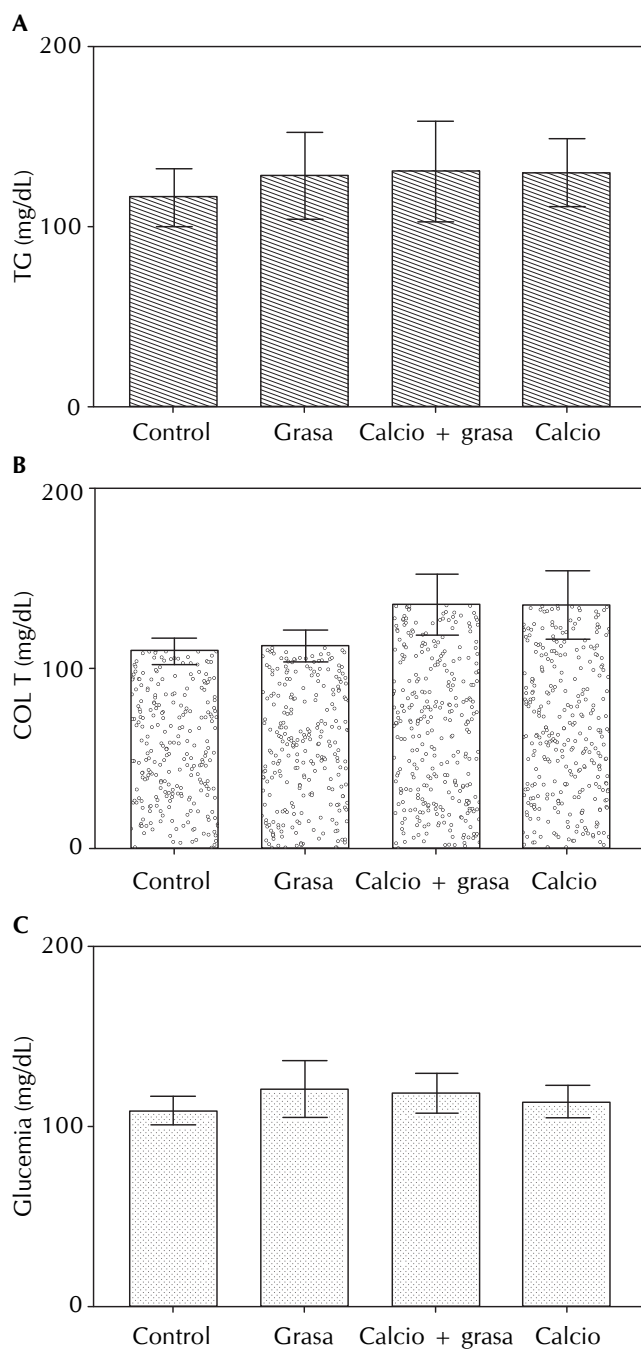 A
200
100
0
TG (mg/dL)
Control Grasa Calcio + grasa Calcio
B
200
100
0
COL T (mg/dL)
Control Grasa Calcio + grasa Calcio
C
200
100
0
Glucemia (mg/dL)
Control Grasa Calcio + grasa Calcio